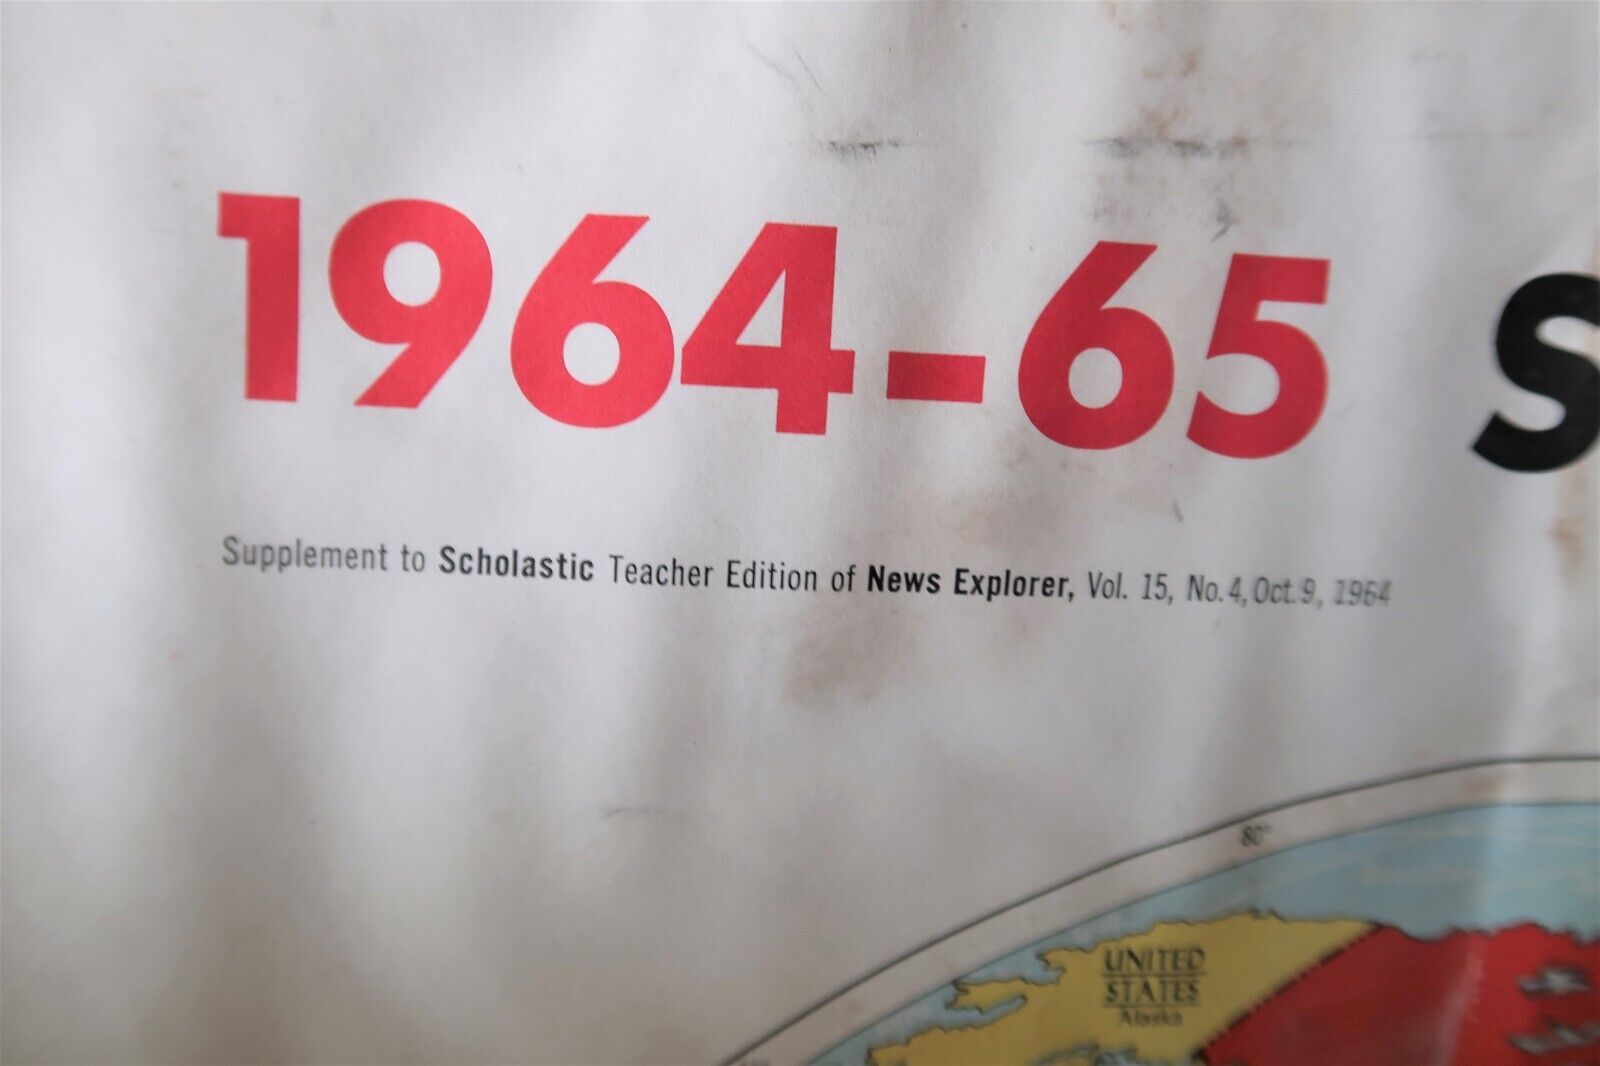 1964-65 S
Supplement to Scholastic Teacher Edition of News Explorer, Vol. 15, No. 4, Oct. 9, 1964
80°
UNITED
STATES
Alaska